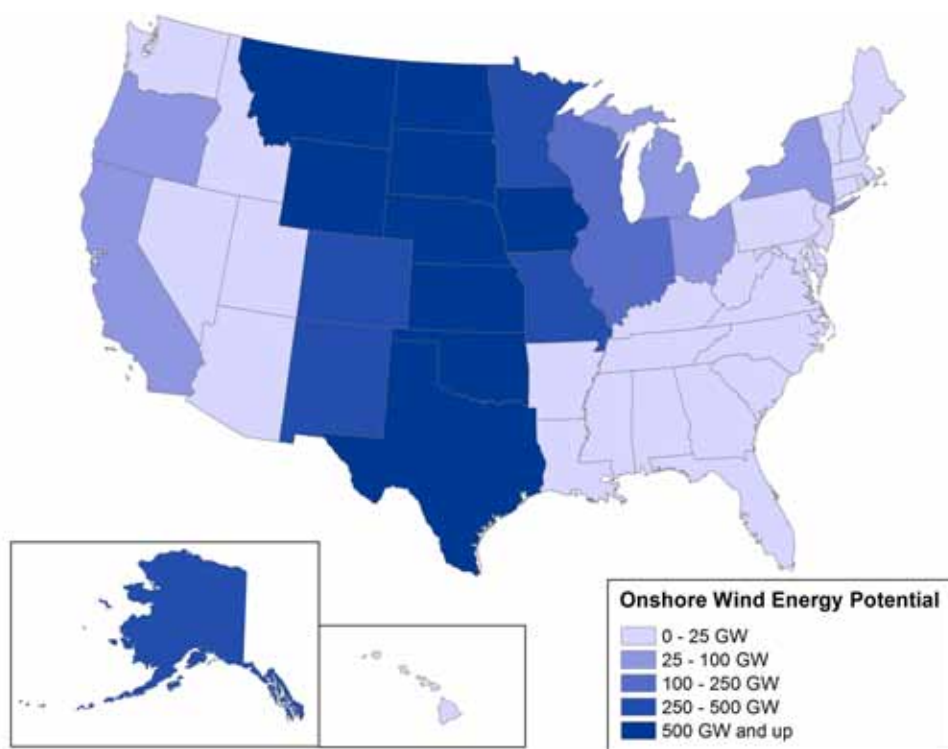 Onshore Wind Energy Potential
0 - 25 GW
25 - 100 GW
100 - 250 GW
250 - 500 GW
500 GW and up